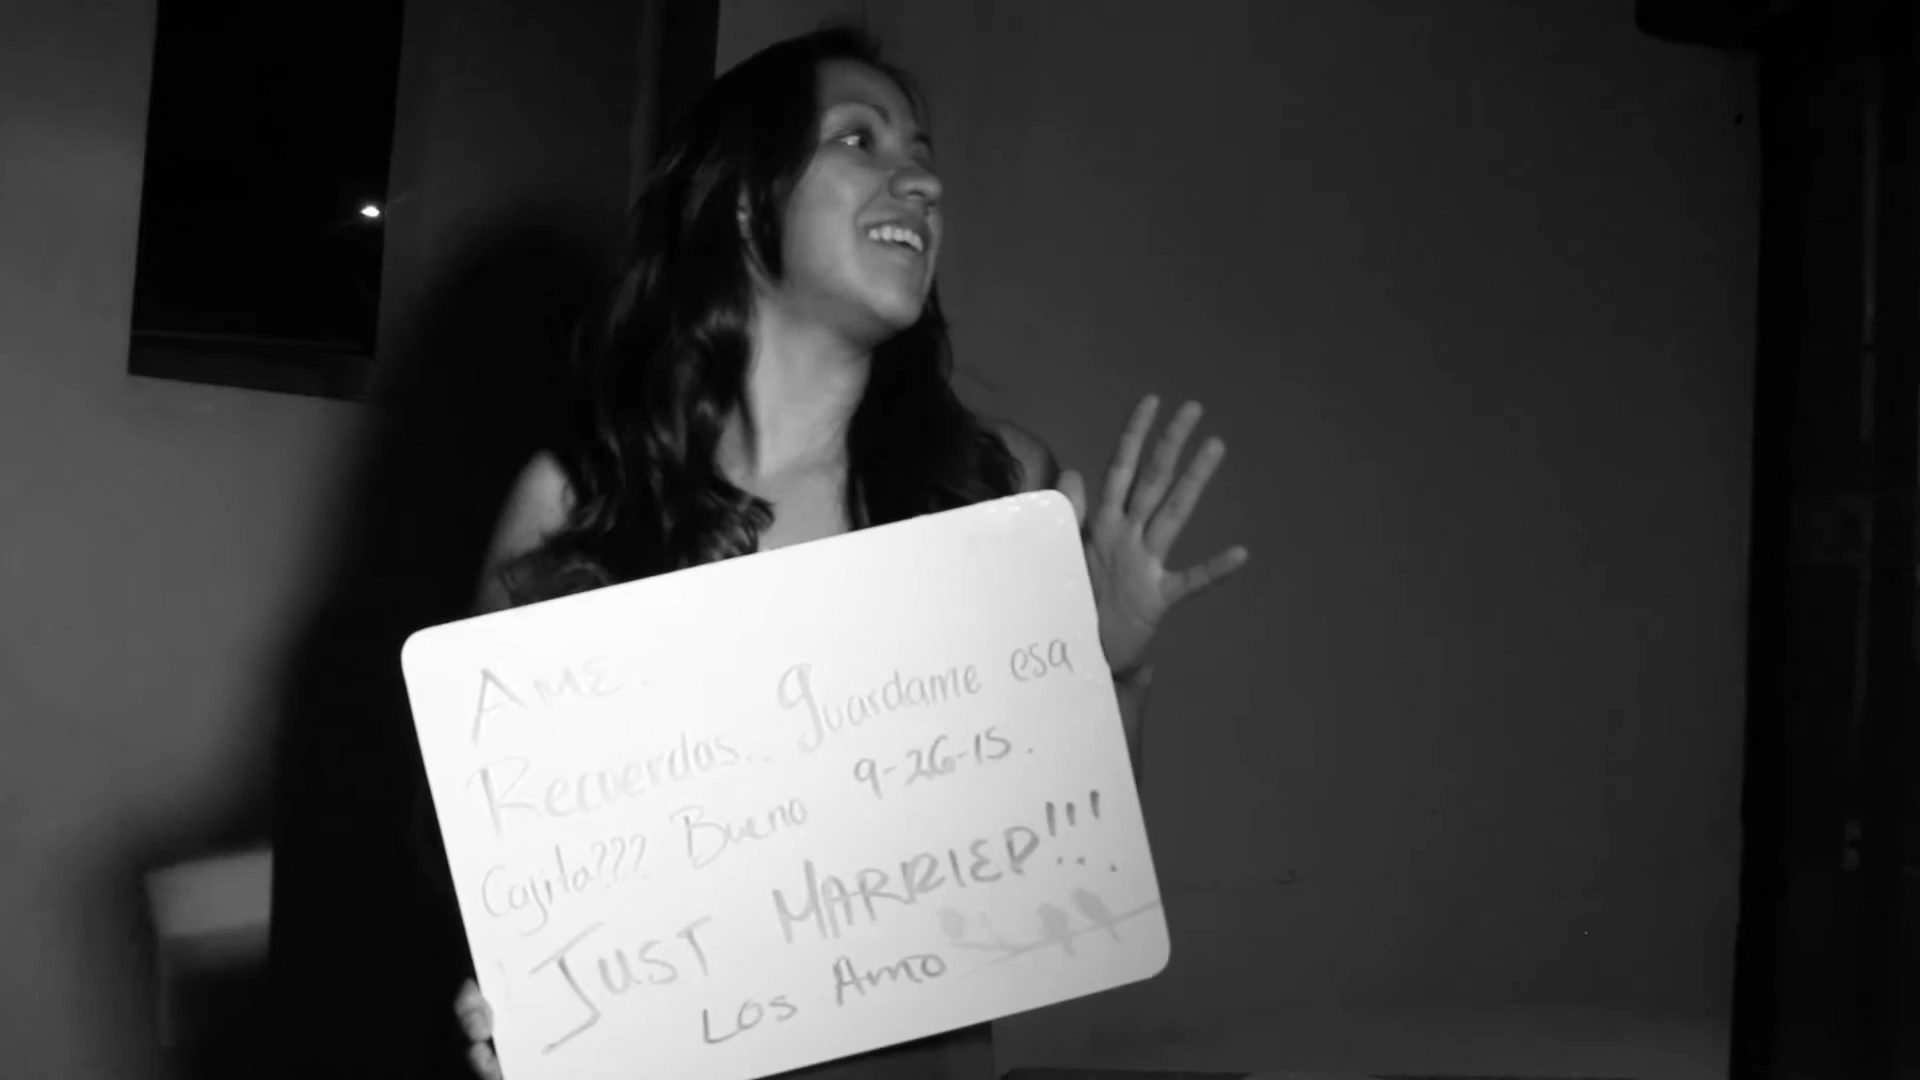 AME:
Recuerdas.. guardame esa
Cajita??? Bueno 9-26-15.
JUST MARRIED!!!
Los Amo